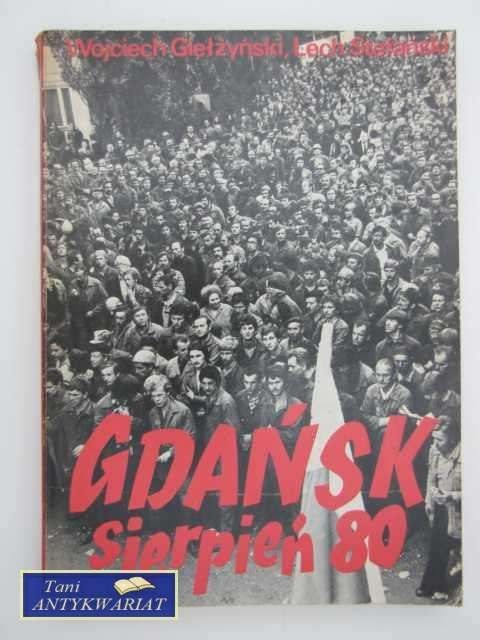 Wojciech Giełżyński, Lech Stefański
GDAŃSK
sierpień 80
Tani
ANTYKWARIAT